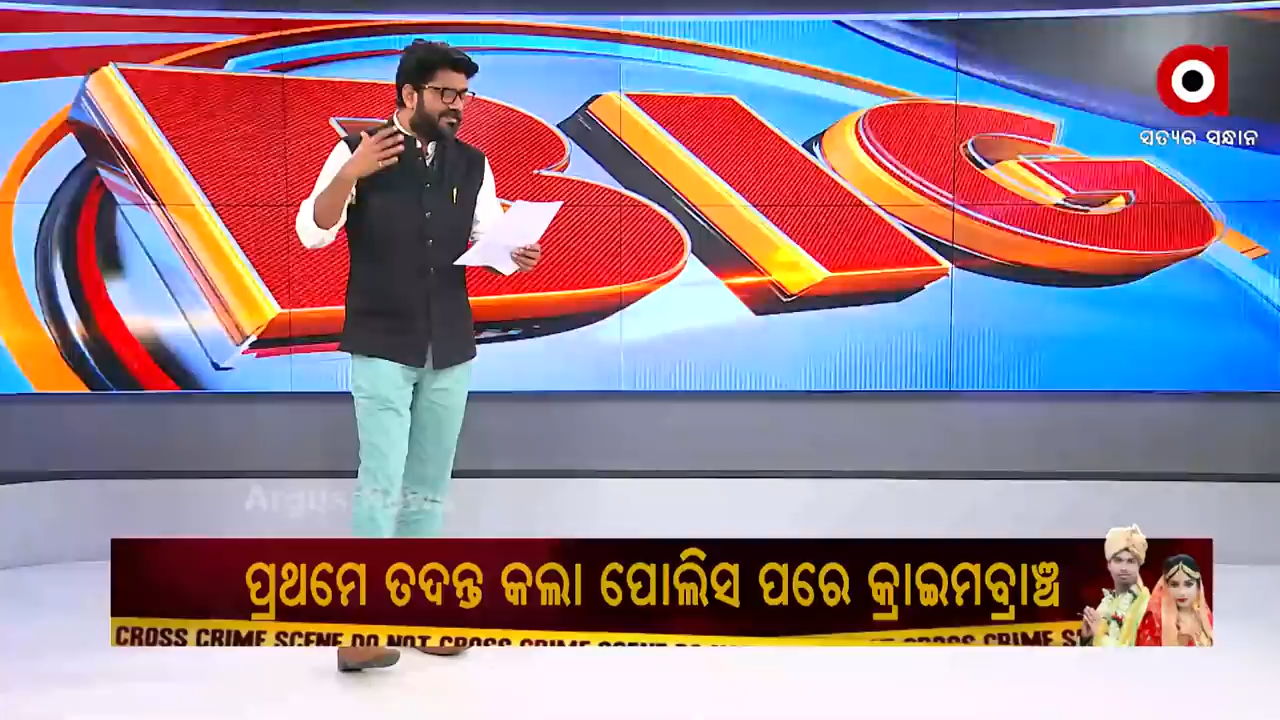 BIG
ସତ୍ୟର ସନ୍ଧାନ
Argus News
ପ୍ରଥମେ ତଦନ୍ତ କଲା ପୋଲିସ ପରେ କ୍ରାଇମବ୍ରାଞ୍ଚ
CROSS CRIME SCENE DO NOT CROSS CRIME SCENE